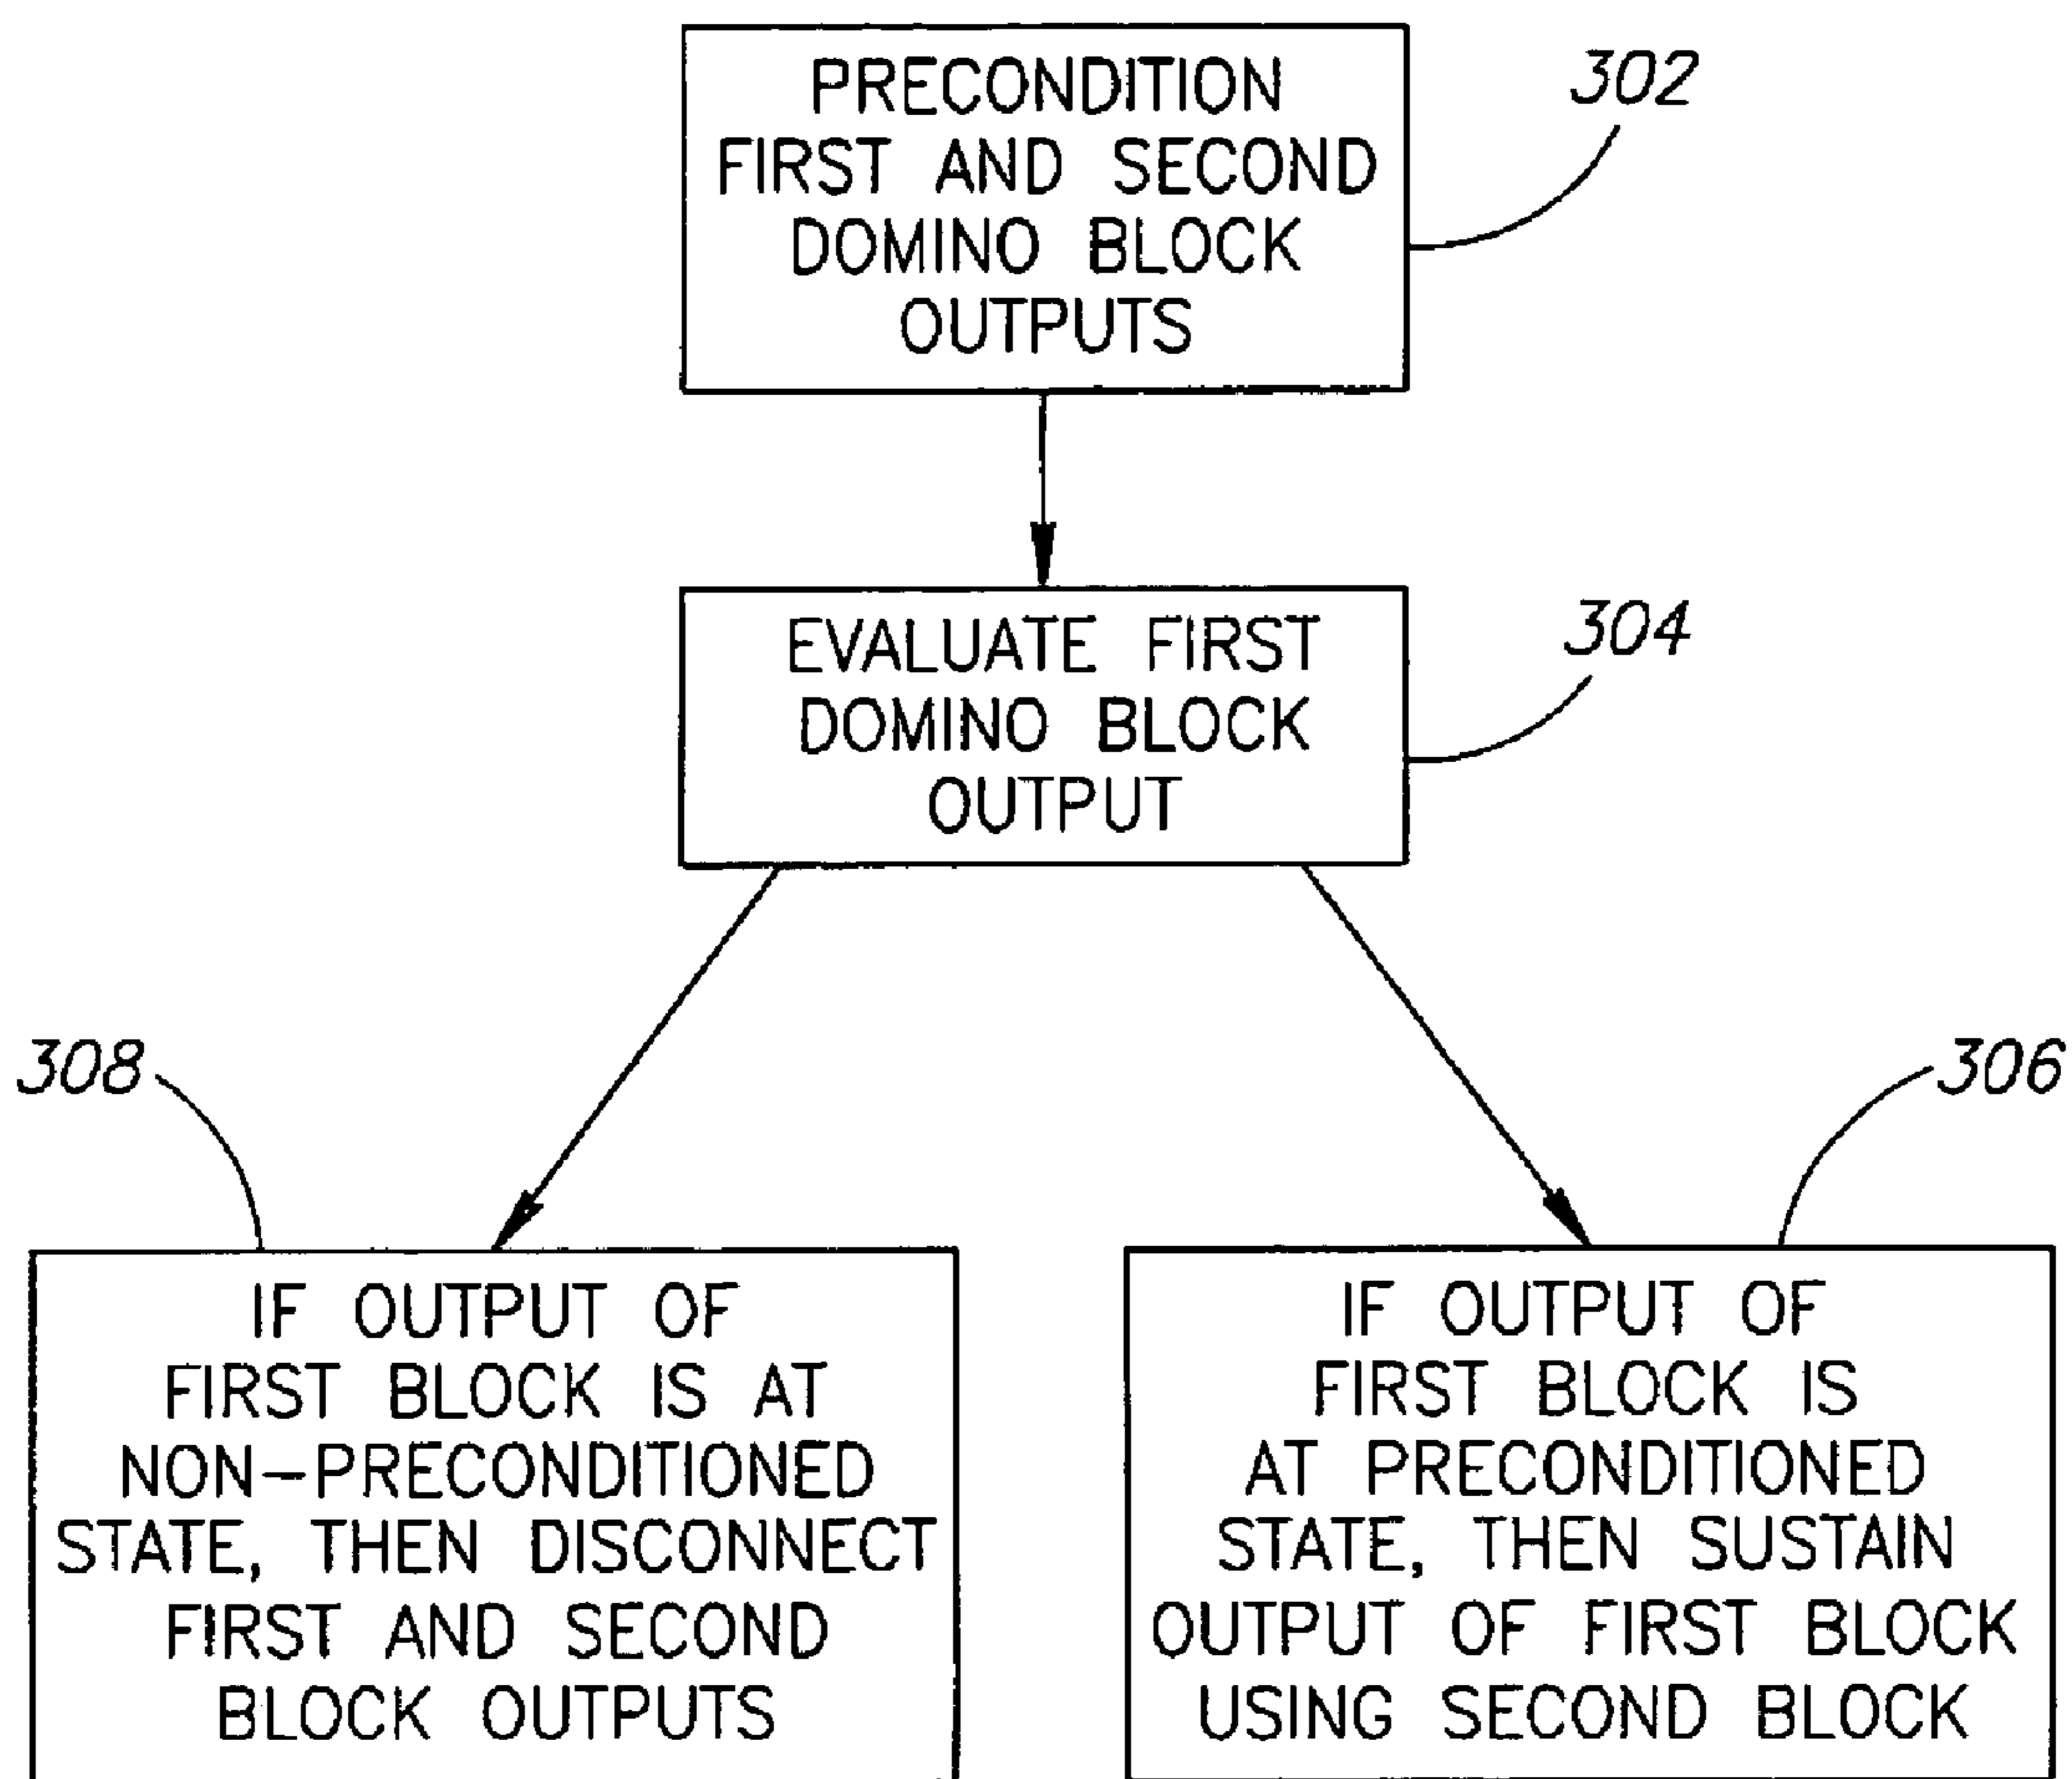 PRECONDITION
FIRST AND SECOND
DOMINO BLOCK
OUTPUTS
302
EVALUATE FIRST
DOMINO BLOCK
OUTPUT
304
308
IF OUTPUT OF
FIRST BLOCK IS AT
NON-PRECONDITIONED
STATE, THEN DISCONNECT
FIRST AND SECOND
BLOCK OUTPUTS
306
IF OUTPUT OF
FIRST BLOCK IS
AT PRECONDITIONED
STATE, THEN SUSTAIN
OUTPUT OF FIRST BLOCK
USING SECOND BLOCK